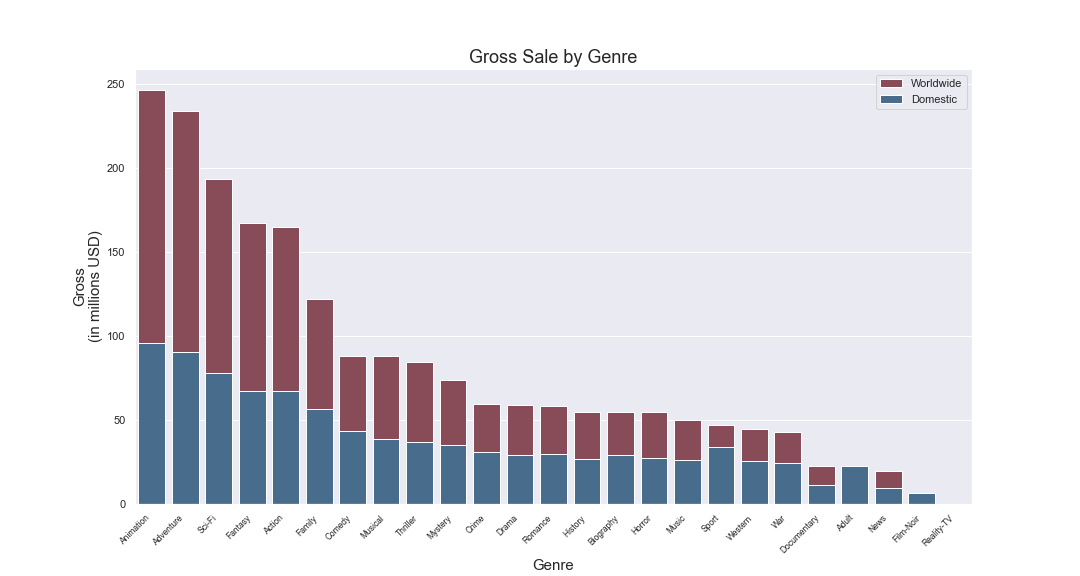 Gross Sale by Genre
Worldwide
Domestic
250
200
150
100
50
0
Gross
(in millions USD)
Animation
Adventure
Sci-Fi
Fantasy
Action
Family
Comedy
Musical
Thriller
Mystery
Crime
Drama
Romance
History
Biography
Horror
Music
Sport
Western
War
Documentary
Adult
News
Film-Noir
Reality-TV
Genre